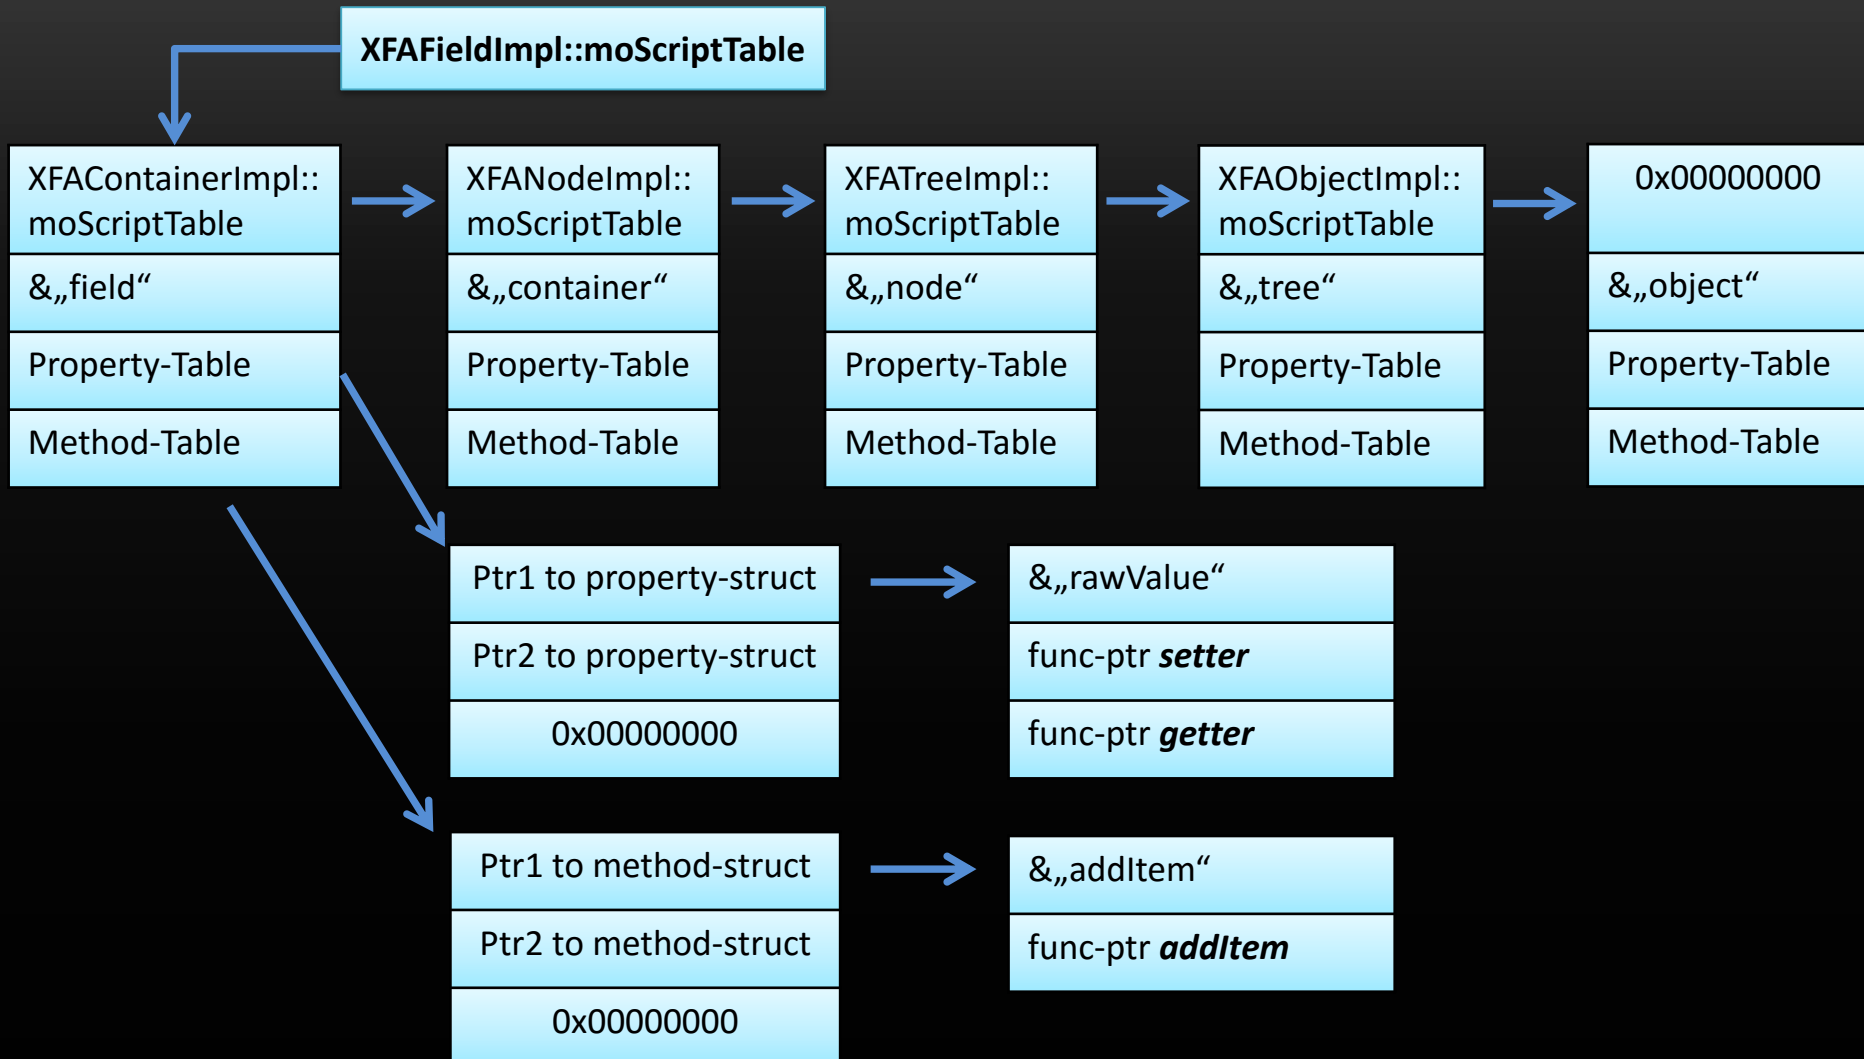 XFAFieldImpl::moScriptTable
XFAContainerImpl::
moScriptTable
&„field“
Property-Table
Method-Table
XFANodeImpl::
moScriptTable
&„container“
Property-Table
Method-Table
XFATreeImpl::
moScriptTable
&„node“
Property-Table
Method-Table
XFAObjectImpl::
moScriptTable
&„tree“
Property-Table
Method-Table
0x00000000
&„object“
Property-Table
Method-Table
Ptr1 to property-struct
Ptr2 to property-struct
0x00000000
&„rawValue“
func-ptr setter
func-ptr getter
Ptr1 to method-struct
Ptr2 to method-struct
0x00000000
&„addItem“
func-ptr addItem